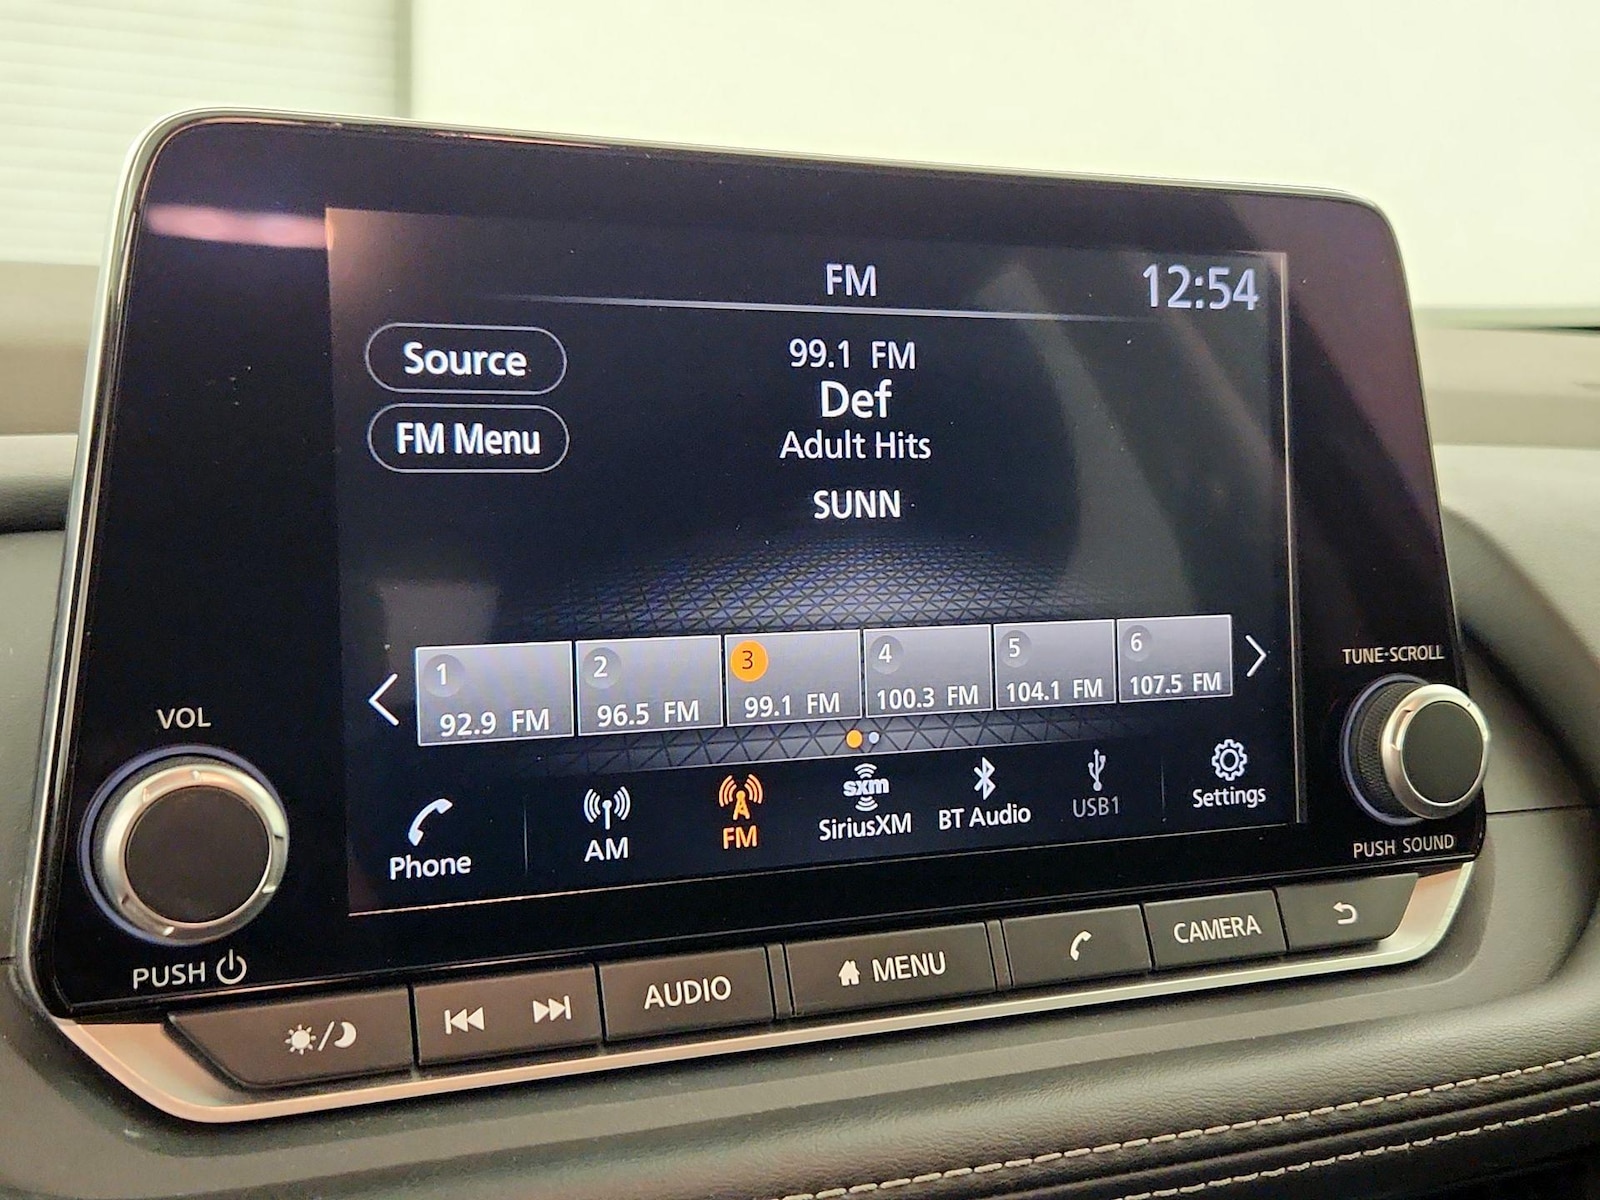 FM
12:54
Source
99.1 FM
Def
FM Menu
Adult Hits
SUNN
1
2
3
4
5
6
92.9 FM
96.5 FM
99.1 FM
100.3 FM
104.1 FM
107.5 FM
TUNE·SCROLL
VOL
sxm
Phone
AM
FM
SiriusXM
BT Audio
USB1
Settings
PUSH SOUND
PUSH
AUDIO
MENU
CAMERA